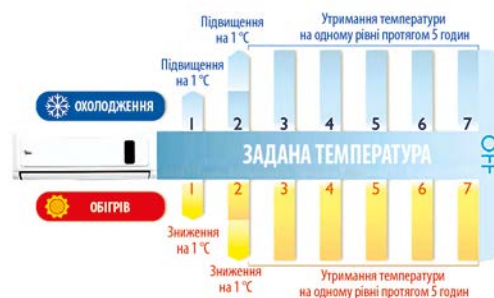 Підвищення
на 1 °C
Утримання температури
на одному рівні протягом 5 годин
Підвищення
на 1 °C
ОХОЛОДЖЕННЯ
1 2 3 4 5 6 7
ЗАДАНА ТЕМПЕРАТУРА
OFF
ОБІГРІВ
1 2 3 4 5 6 7
Зниження
на 1 °C
Зниження
на 1 °C
Утримання температури
на одному рівні протягом 5 годин